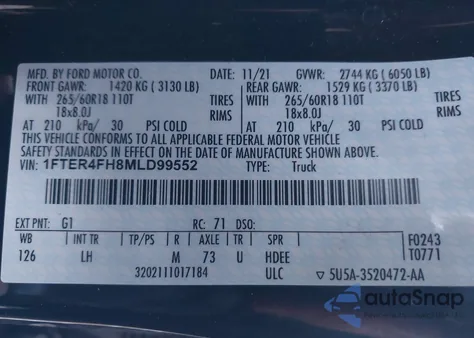 MFD. BY FORD MOTOR CO. 11/21 GVWR: 2744 KG ( 6050 LB)
FRONT GAWR: 1420 KG ( 3130 LB) REAR GAWR: 1529 KG ( 3370 LB)
WITH 265/60R18 110T TIRES WITH 265/60R18 110T TIRES
18x8.0J RIMS 18x8.0J RIMS
AT 210 kPa/ 30 PSI COLD AT 210 kPa/ 30 PSI COLD
THIS VEHICLE CONFORMS TO ALL APPLICABLE FEDERAL MOTOR VEHICLE
SAFETY STANDARDS IN EFFECT ON THE DATE OF MANUFACTURE SHOWN ABOVE.
VIN: 1FTER4FH8MLD99552 TYPE: Truck
EXT PNT: G1 RC: 71 DSO: F0243
WB INT TR TP/PS R AXLE TR SPR T0771
126 LH M 73 U HDEE
3202111017184 ULC 5U5A-3520472-AA
autoSnap